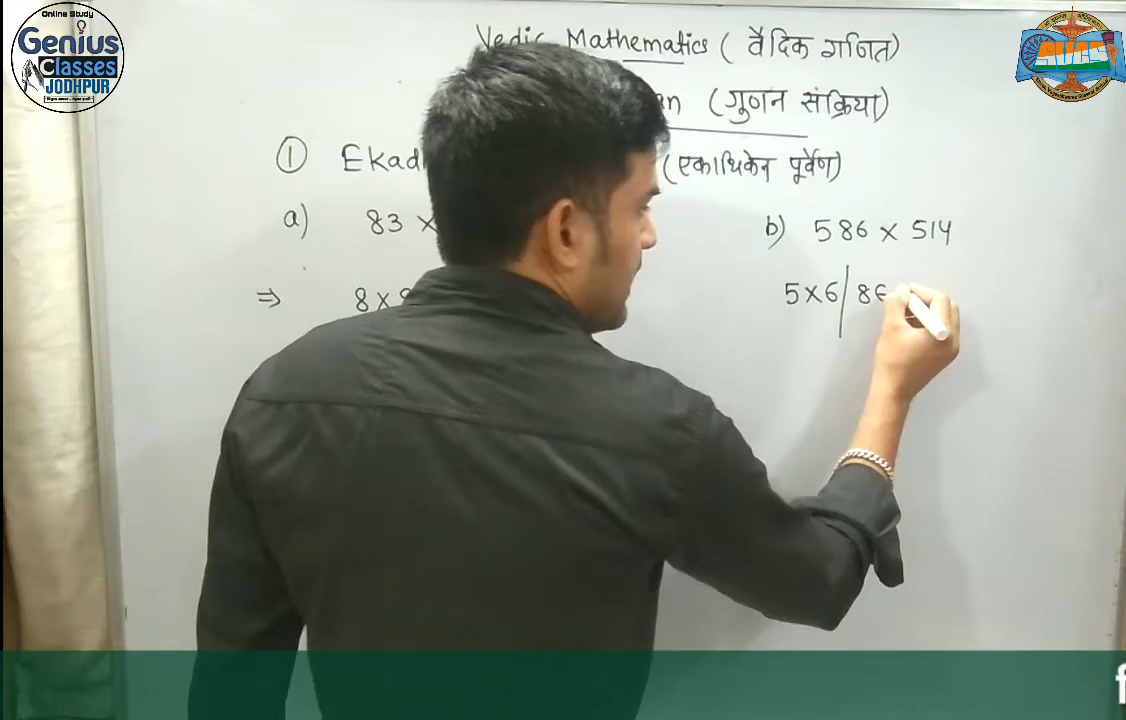 Online Study
Genius
Classes
JODHPUR
Vedic Mathematics ( वैदिक गणित)
(गुणन संक्रिया)
① Ekad
(एकाधिकेन पूर्वेण)
a) 83 ×
b) 586 × 514
⇒ 8×
5×6/86